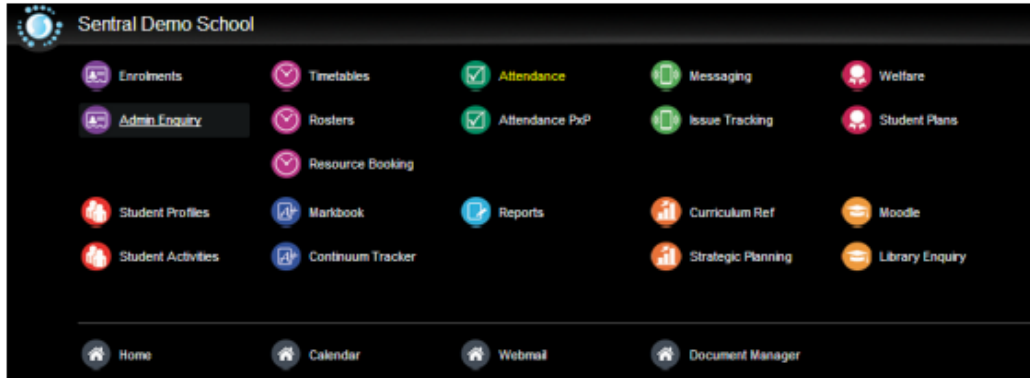 Sentral Demo School
Enrolments Timetables Attendance Messaging Welfare
Admin Enquiry Rosters Attendance PxP Issue Tracking Student Plans
Resource Booking
Student Profiles Markbook Reports Curriculum Ref Moodle
Student Activities Continuum Tracker Strategic Planning Library Enquiry
Home Calendar Webmail Document Manager